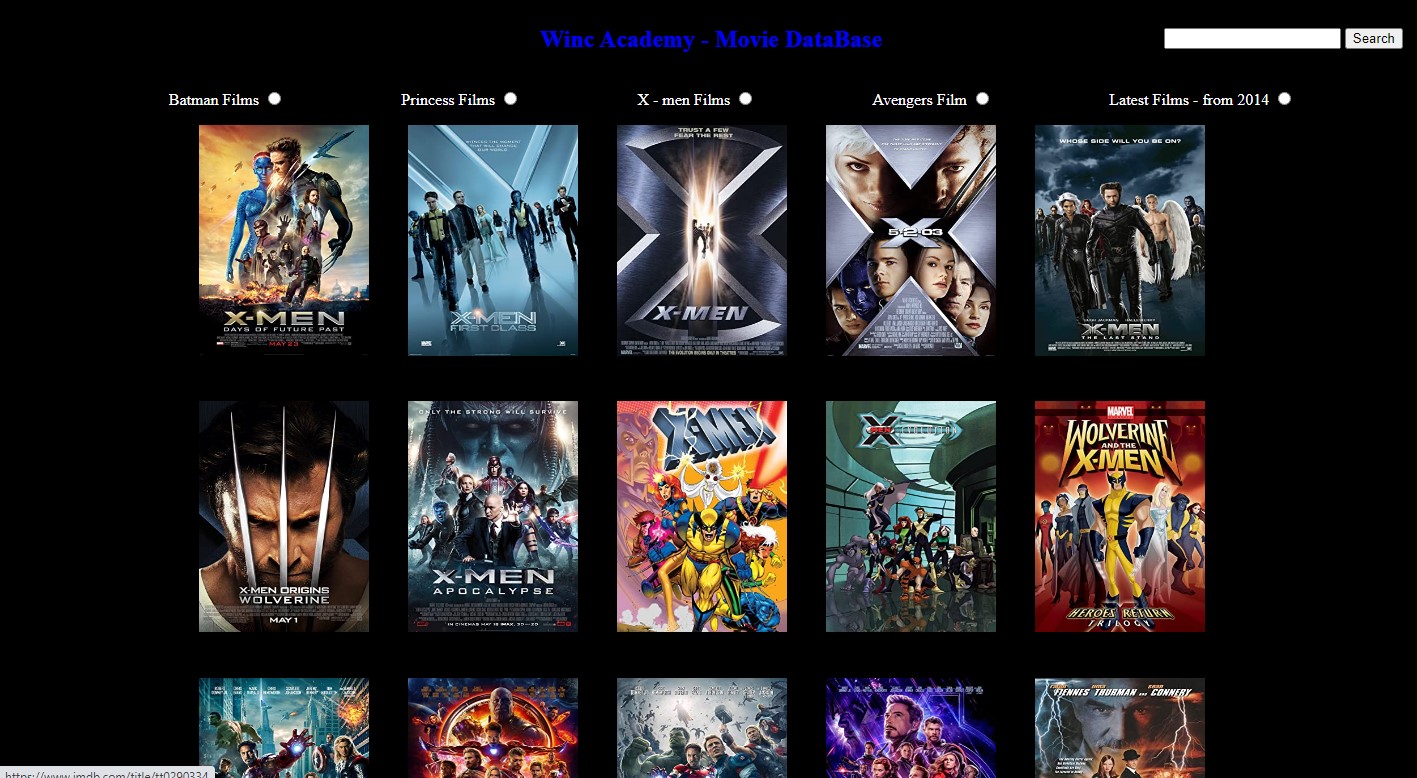 Winc Academy - Movie DataBase
Search
Batman Films
Princess Films
X - men Films
Avengers Film
Latest Films - from 2014
X-MEN
DAYS OF FUTURE PAST
MAY 23
X-MEN
FIRST CLASS
TRUST A FEW
FEAR THE REST
X-MEN
5·2·03
WHOSE SIDE WILL YOU BE ON?
X-MEN
THE LAST STAND
X-MEN ORIGINS
WOLVERINE
MAY 1
ONLY THE STRONG WILL SURVIVE
X-MEN
APOCALYPSE
X-MEN
X-MEN EVOLUTION
MARVEL
WOLVERINE
AND THE
X-MEN
HEROES RETURN
TRILOGY
FIENNES THURMAN AND CONNERY
https://www.imdb.com/title/tt0290334